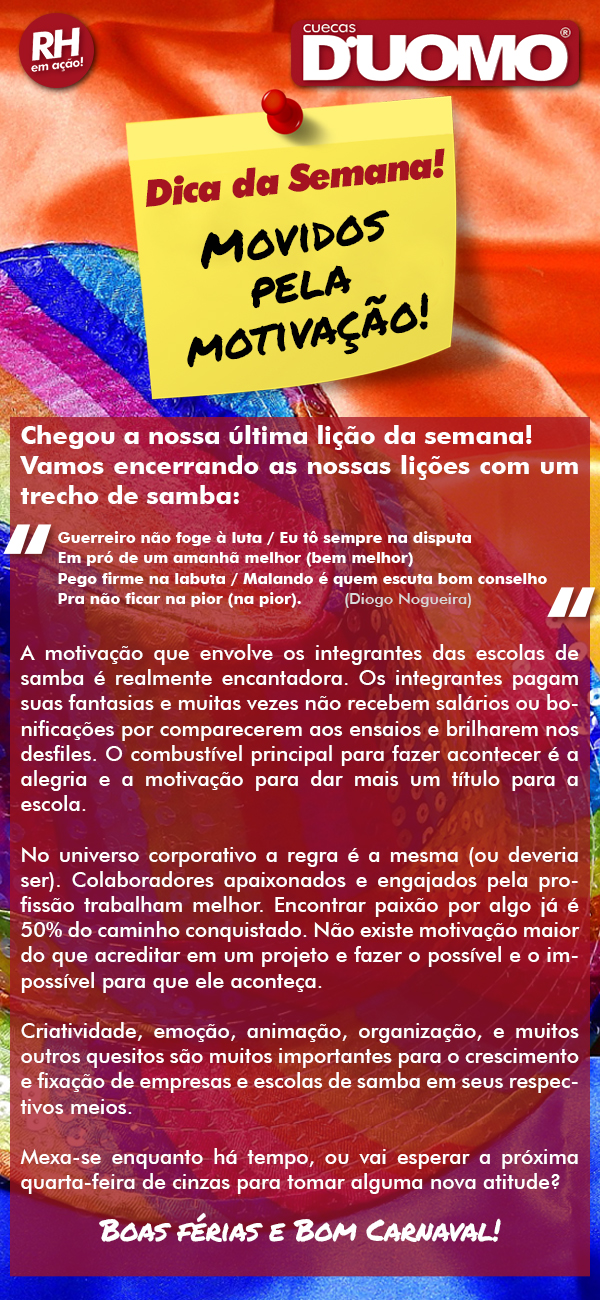 RH
em ação!
cuecas
D'UOMO®
Dica da Semana!
Movidos
pela
motivação!
Chegou a nossa última lição da semana!
Vamos encerrando as nossas lições com um
trecho de samba:
Guerreiro não foge à luta / Eu tô sempre na disputa
Em pró de um amanhã melhor (bem melhor)
Pego firme na labuta / Malando é quem escuta bom conselho
Pra não ficar na pior (na pior). (Diogo Nogueira)
A motivação que envolve os integrantes das escolas de
samba é realmente encantadora. Os integrantes pagam
suas fantasias e muitas vezes não recebem salários ou bo-
nificações por comparecerem aos ensaios e brilharem nos
desfiles. O combustível principal para fazer acontecer é a
alegria e a motivação para dar mais um título para a
escola.
No universo corporativo a regra é a mesma (ou deveria
ser). Colaboradores apaixonados e engajados pela pro-
fissão trabalham melhor. Encontrar paixão por algo já é
50% do caminho conquistado. Não existe motivação maior
do que acreditar em um projeto e fazer o possível e o im-
possível para que ele aconteça.
Criatividade, emoção, animação, organização, e muitos
outros quesitos são muitos importantes para o crescimento
e fixação de empresas e escolas de samba em seus respec-
tivos meios.
Mexa-se enquanto há tempo, ou vai esperar a próxima
quarta-feira de cinzas para tomar alguma nova atitude?
Boas férias e Bom Carnaval!